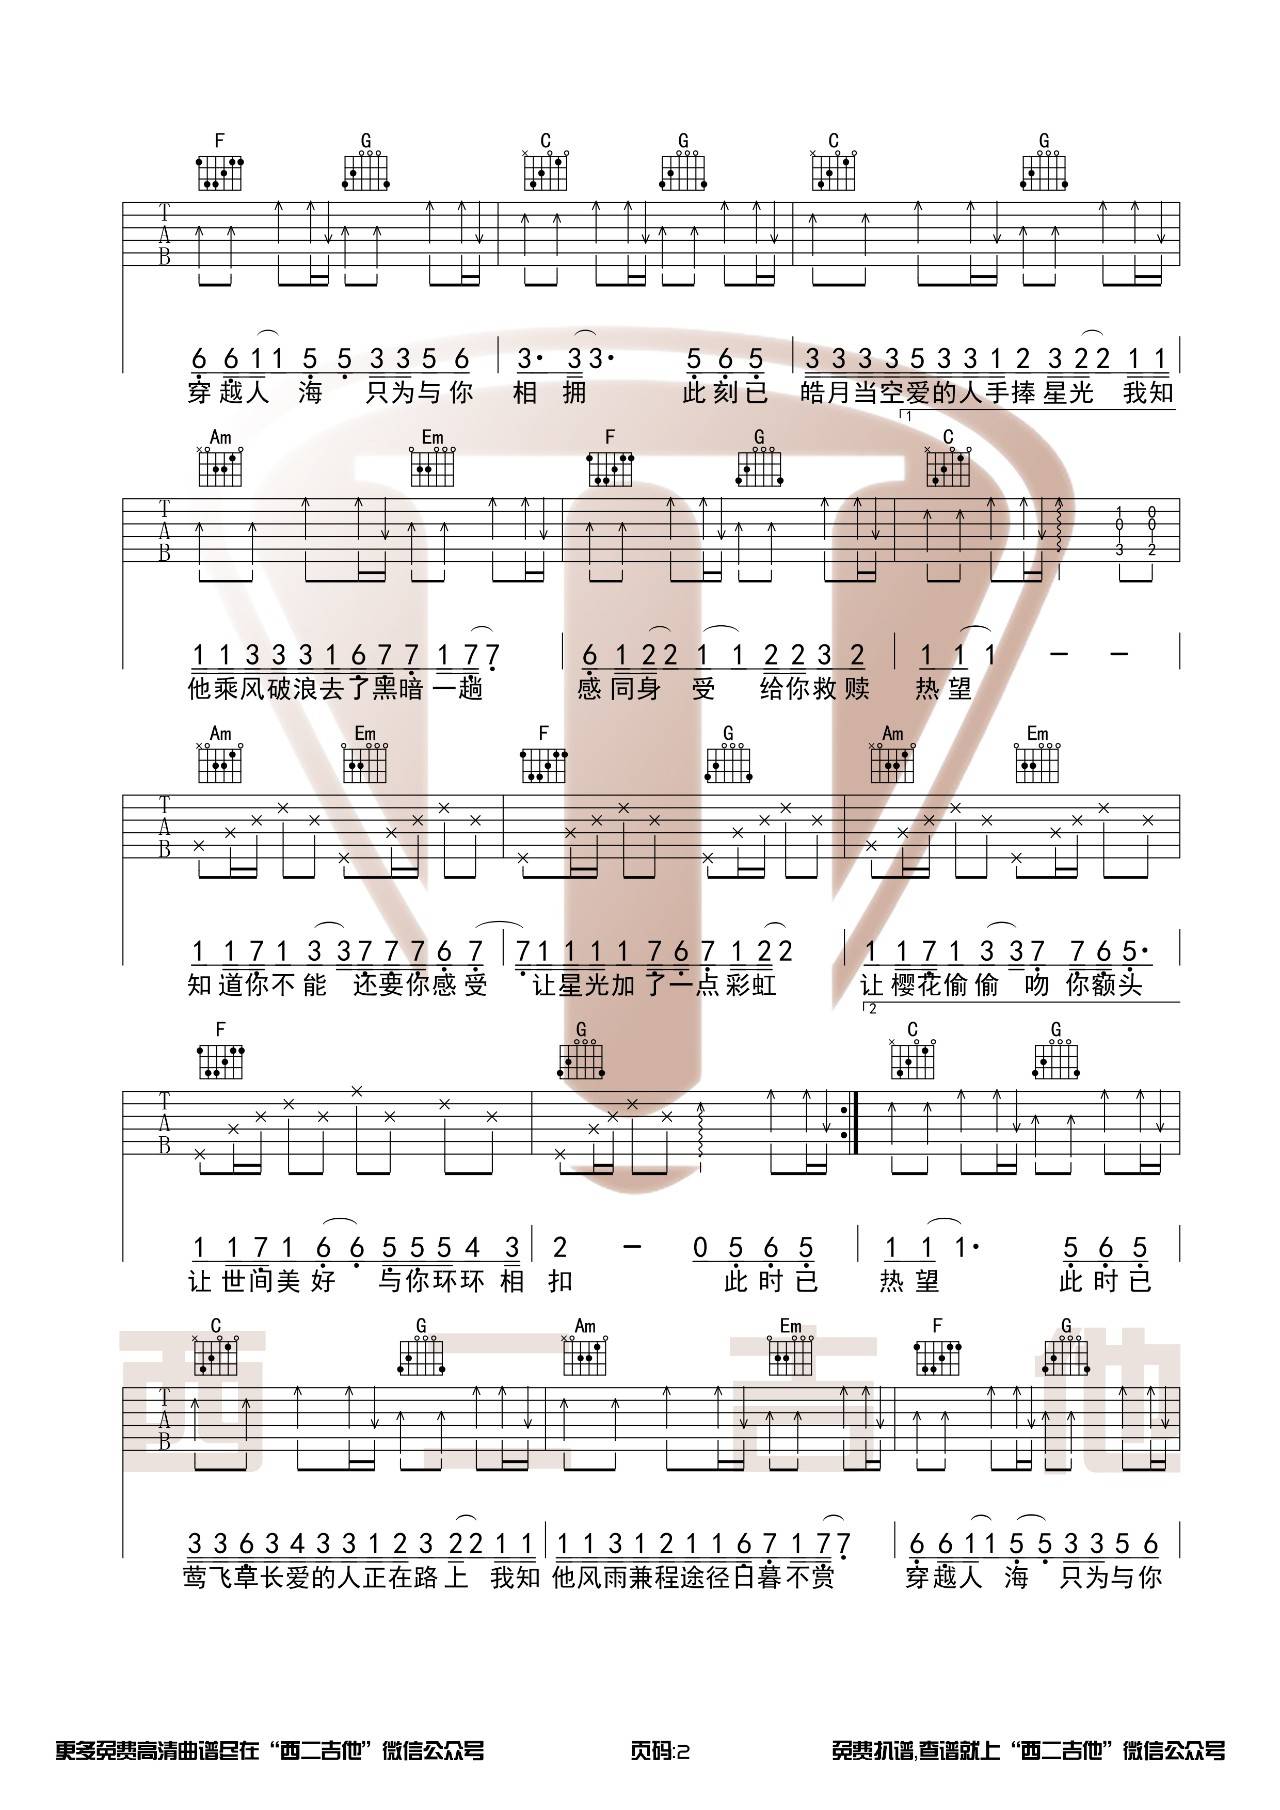 F G C G C G
T A B
6 6 1 1 5 5 3 3 5 6 3· 3 3· 5 6 5 3 3 3 3 5 3 3 1 2 3 2 2 1 1
穿越人 海 只为与你 相 拥 此刻已 皓月当空爱的人手捧星光 我知
1
Am Em F G C
T A B
1 0
0 0
3 2
1 1 3 3 3 1 6 7 7 1 7 7 6 1 2 2 1 1 2 2 3 2 1 1 1 — —
他乘风破浪去了黑暗一趟 感同身 受 给你救赎 热望
Am Em F G Am Em
T A B
1 1 7 1 3 3 7 7 7 6 7 7 1 1 1 1 7 6 7 1 2 2 1 1 7 1 3 3 7 7 6 5·
知道你不能 还要你感受 让星光加了一点彩虹 让樱花偷偷 吻你额头
2
F G C G
T A B
1 1 7 1 6 6 5 5 5 4 3 2 — 0 5 6 5 1 1 1· 5 6 5
让世间美好 与你环环相 扣 此时已 热望 此时已
C G Am Em F G
T A B
3 3 6 3 4 3 3 1 2 3 2 2 1 1 1 1 3 1 2 1 1 6 7 1 7 7 6 6 1 1 5 5 3 3 5 6
莺飞草长爱的人正在路上 我知 他风雨兼程途径日暮不赏 穿越人 海 只为与你
西二吉他
更多免费高清曲谱尽在“西二吉他”微信公众号 页码:2 免费扒谱,查谱就上“西二吉他”微信公众号